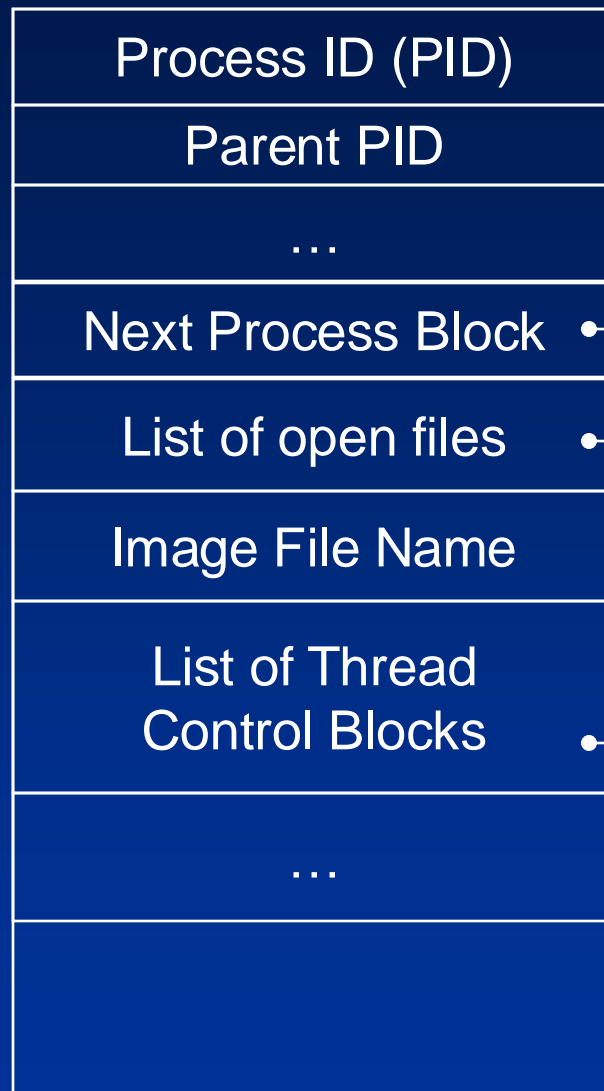 Process ID (PID)
Parent PID
…
Next Process Block
List of open files
Image File Name
List of Thread
Control Blocks
…